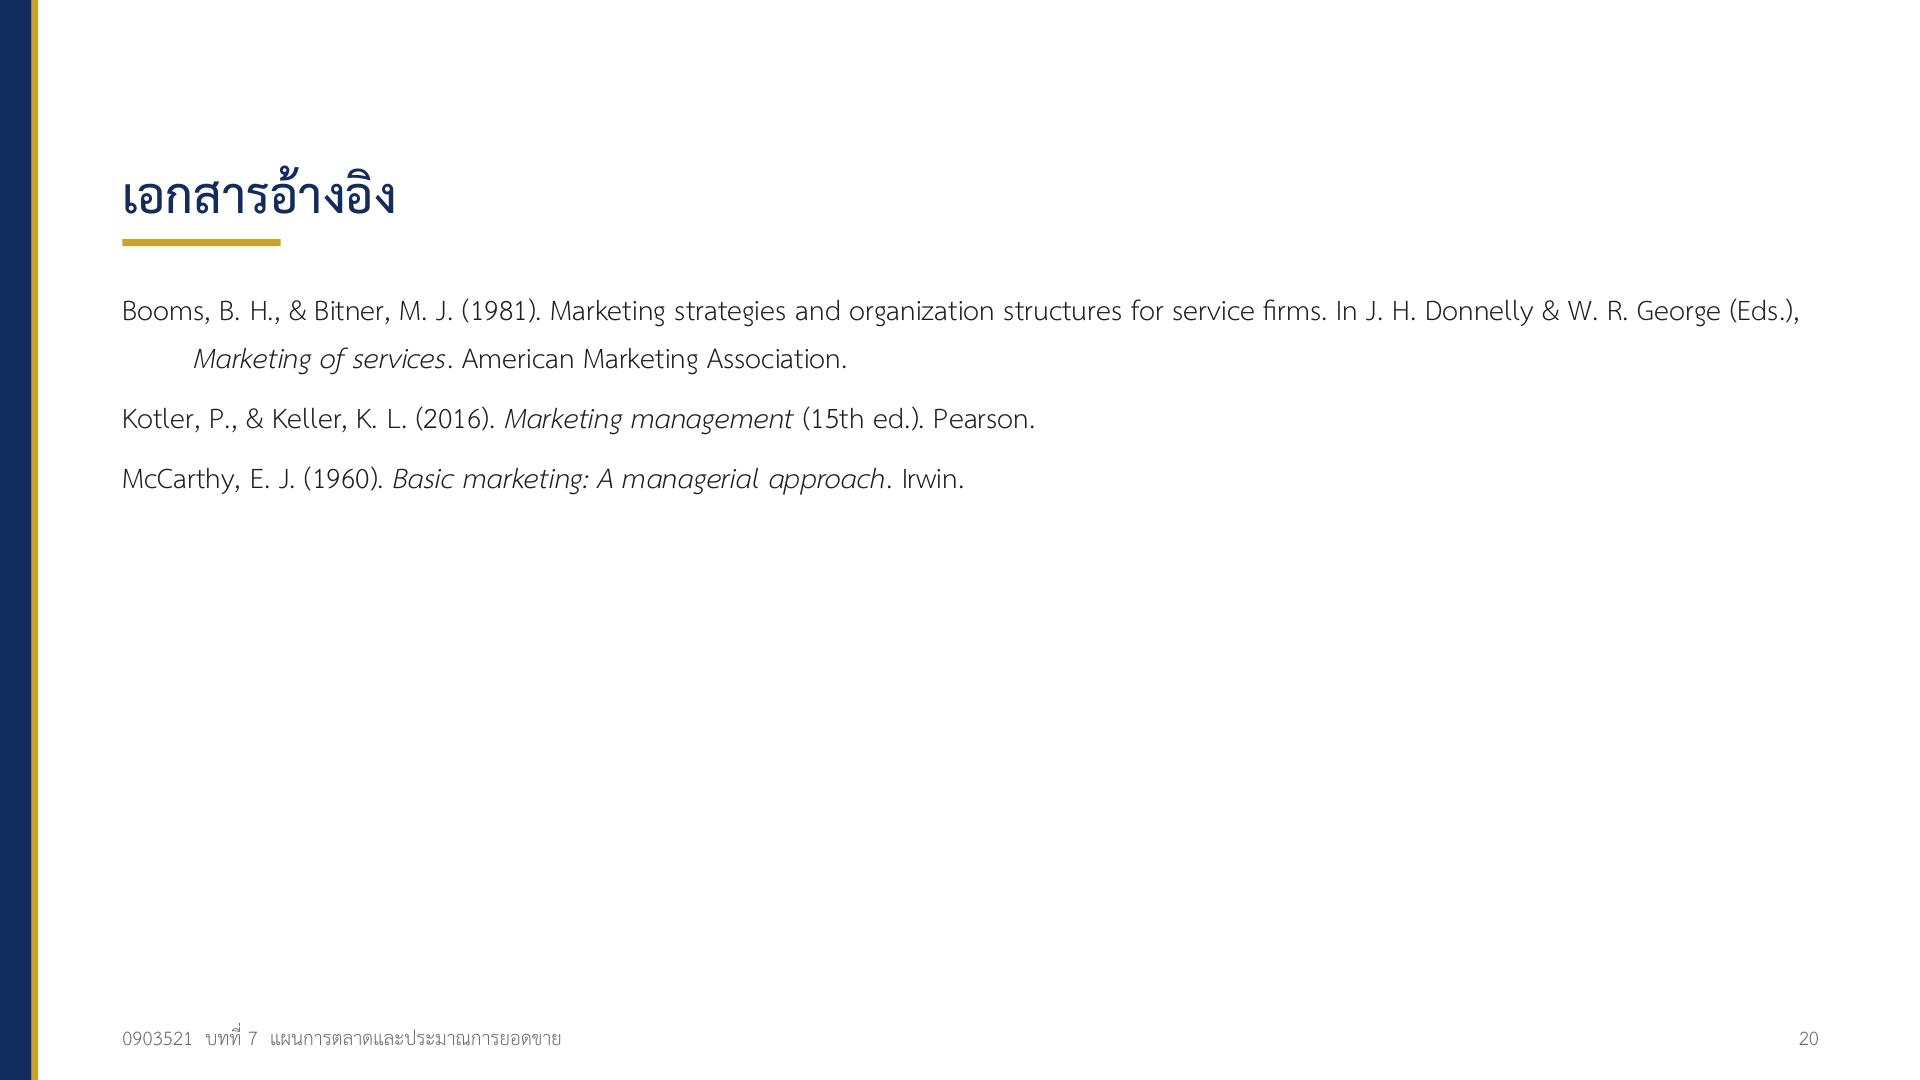 เอกสารอ้างอิง
Booms, B. H., & Bitner, M. J. (1981). Marketing strategies and organization structures for service firms. In J. H. Donnelly & W. R. George (Eds.),
Marketing of services. American Marketing Association.
Kotler, P., & Keller, K. L. (2016). Marketing management (15th ed.). Pearson.
McCarthy, E. J. (1960). Basic marketing: A managerial approach. Irwin.
0903521 บทที่ 7 แผนการตลาดและประมาณการยอดขาย
20